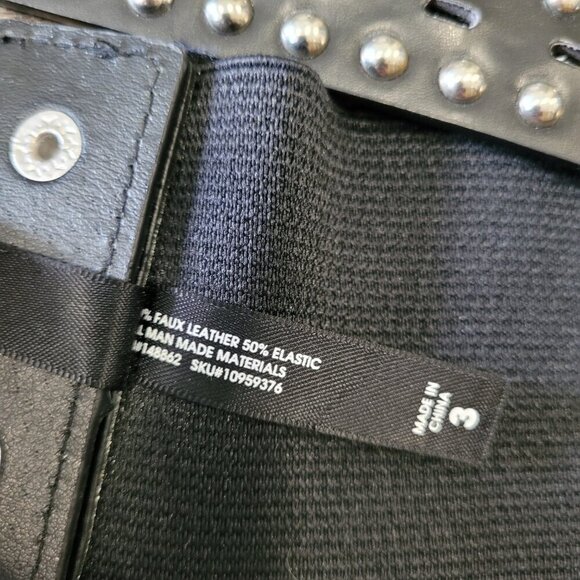 % FAUX LEATHER 50% ELASTIC
MAN MADE MATERIALS
#148862 SKU#10959376
MADE IN
CHINA
3